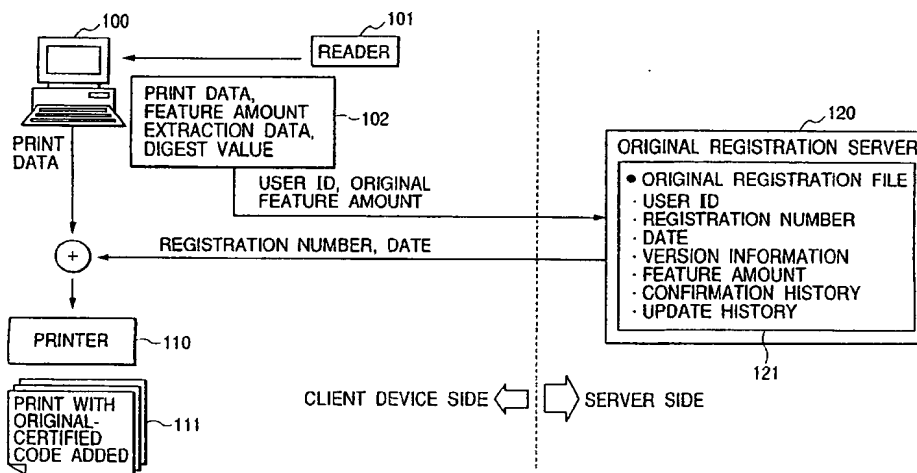 100
101
READER
PRINT DATA,
FEATURE AMOUNT
EXTRACTION DATA,
DIGEST VALUE
102
PRINT
DATA
USER ID, ORIGINAL
FEATURE AMOUNT
120
ORIGINAL REGISTRATION SERVER
● ORIGINAL REGISTRATION FILE
· USER ID
· REGISTRATION NUMBER
· DATE
· VERSION INFORMATION
· FEATURE AMOUNT
· CONFIRMATION HISTORY
· UPDATE HISTORY
121
REGISTRATION NUMBER, DATE
+
PRINTER
110
PRINT WITH
ORIGINAL-
CERTIFIED
CODE ADDED
111
CLIENT DEVICE SIDE
SERVER SIDE